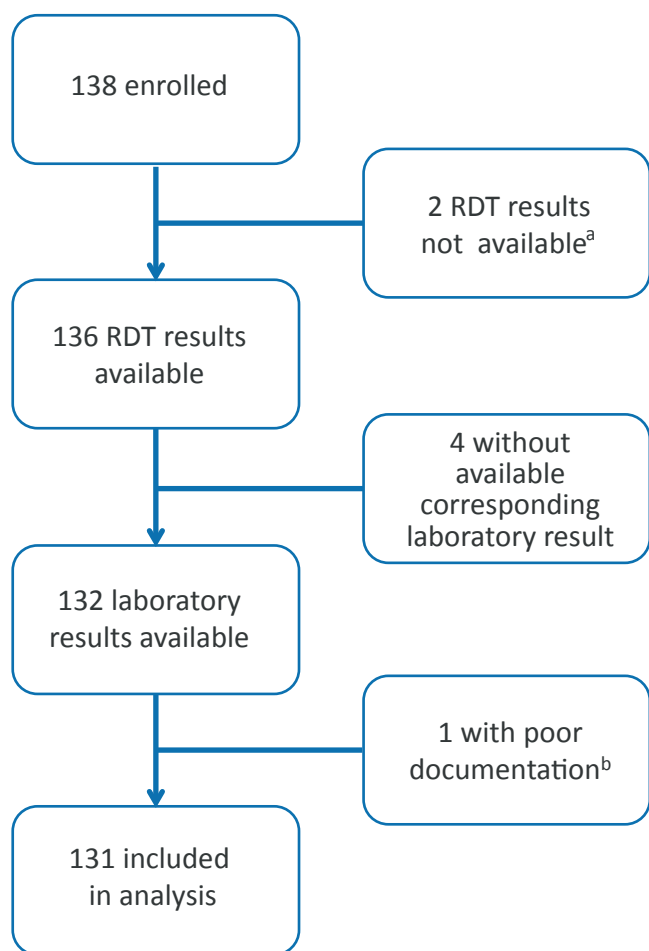 138 enrolled
2 RDT results
not available^a
136 RDT results
available
4 without
available
corresponding
laboratory result
132 laboratory
results available
1 with poor
documentation^b
131 included
in analysis